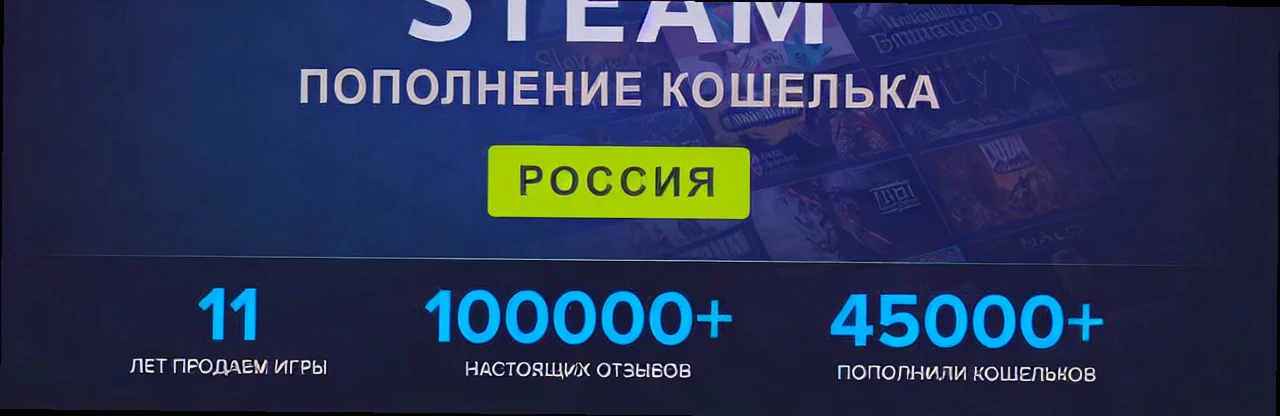 STEAM
ПОПОЛНЕНИЕ КОШЕЛЬКА
РОССИЯ
11 100000+ 45000+
ЛЕТ ПРОДАЕМ ИГРЫ НАСТОЯЩИХ ОТЗЫВОВ ПОПОЛНИЛИ КОШЕЛЬКОВ